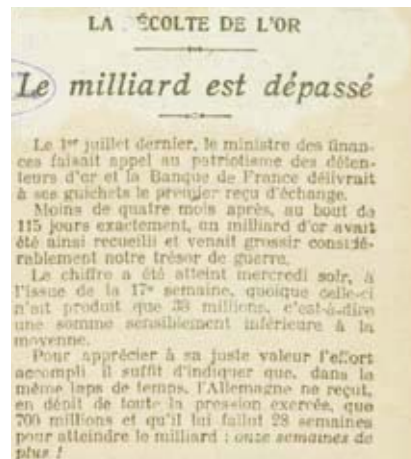 LA ÉCOLTE DE L'OR
Le milliard est dépassé
Le 1er juillet dernier, le ministre des finan-
ces faisait appel au patriotisme des déten-
teurs d'or et la Banque de France délivrait
à ses guichets le premier reçu d'échange.
Moins de quatre mois après, au bout de
115 jours exactement, un milliard d'or avait
été ainsi recueilli et venait grossir considé-
rablement notre trésor de guerre.
Le chiffre a été atteint mercredi soir, à
l'issue de la 17e semaine, quoique celle-ci
n'ait produit que 38 millions, c'est-à-dire
une somme sensiblement inférieure à la
moyenne.
Pour apprécier à sa juste valeur l'effort
accompli il suffit d'indiquer que, dans le
même laps de temps, l'Allemagne ne reçut,
en dépit de toute la pression exercée, que
700 millions et qu'il lui fallut 28 semaines
pour atteindre le milliard : onze semaines de
plus !